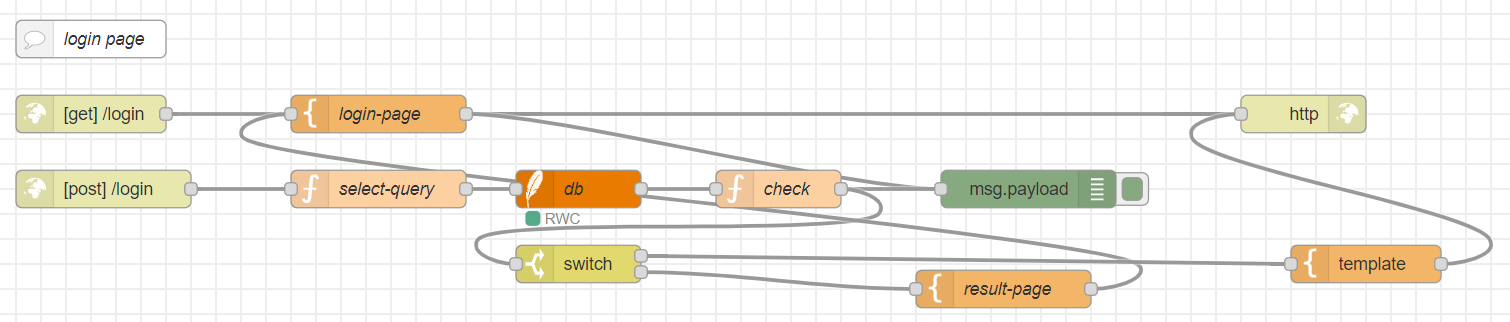 login page
[get] /login
login-page
http
[post] /login
select-query
db
check
msg.payload
RWC
switch
template
result-page